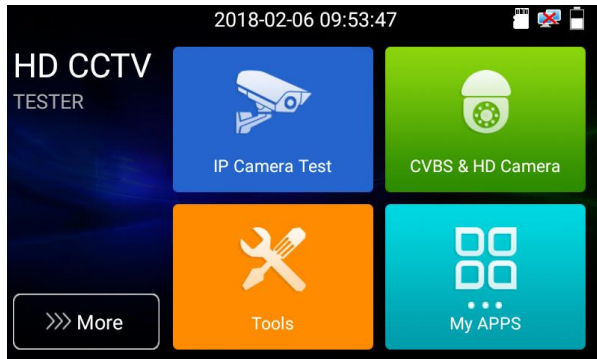 2018-02-06 09:53:47
HD CCTV
TESTER
IP Camera Test
CVBS & HD Camera
>>> More
Tools
My APPS